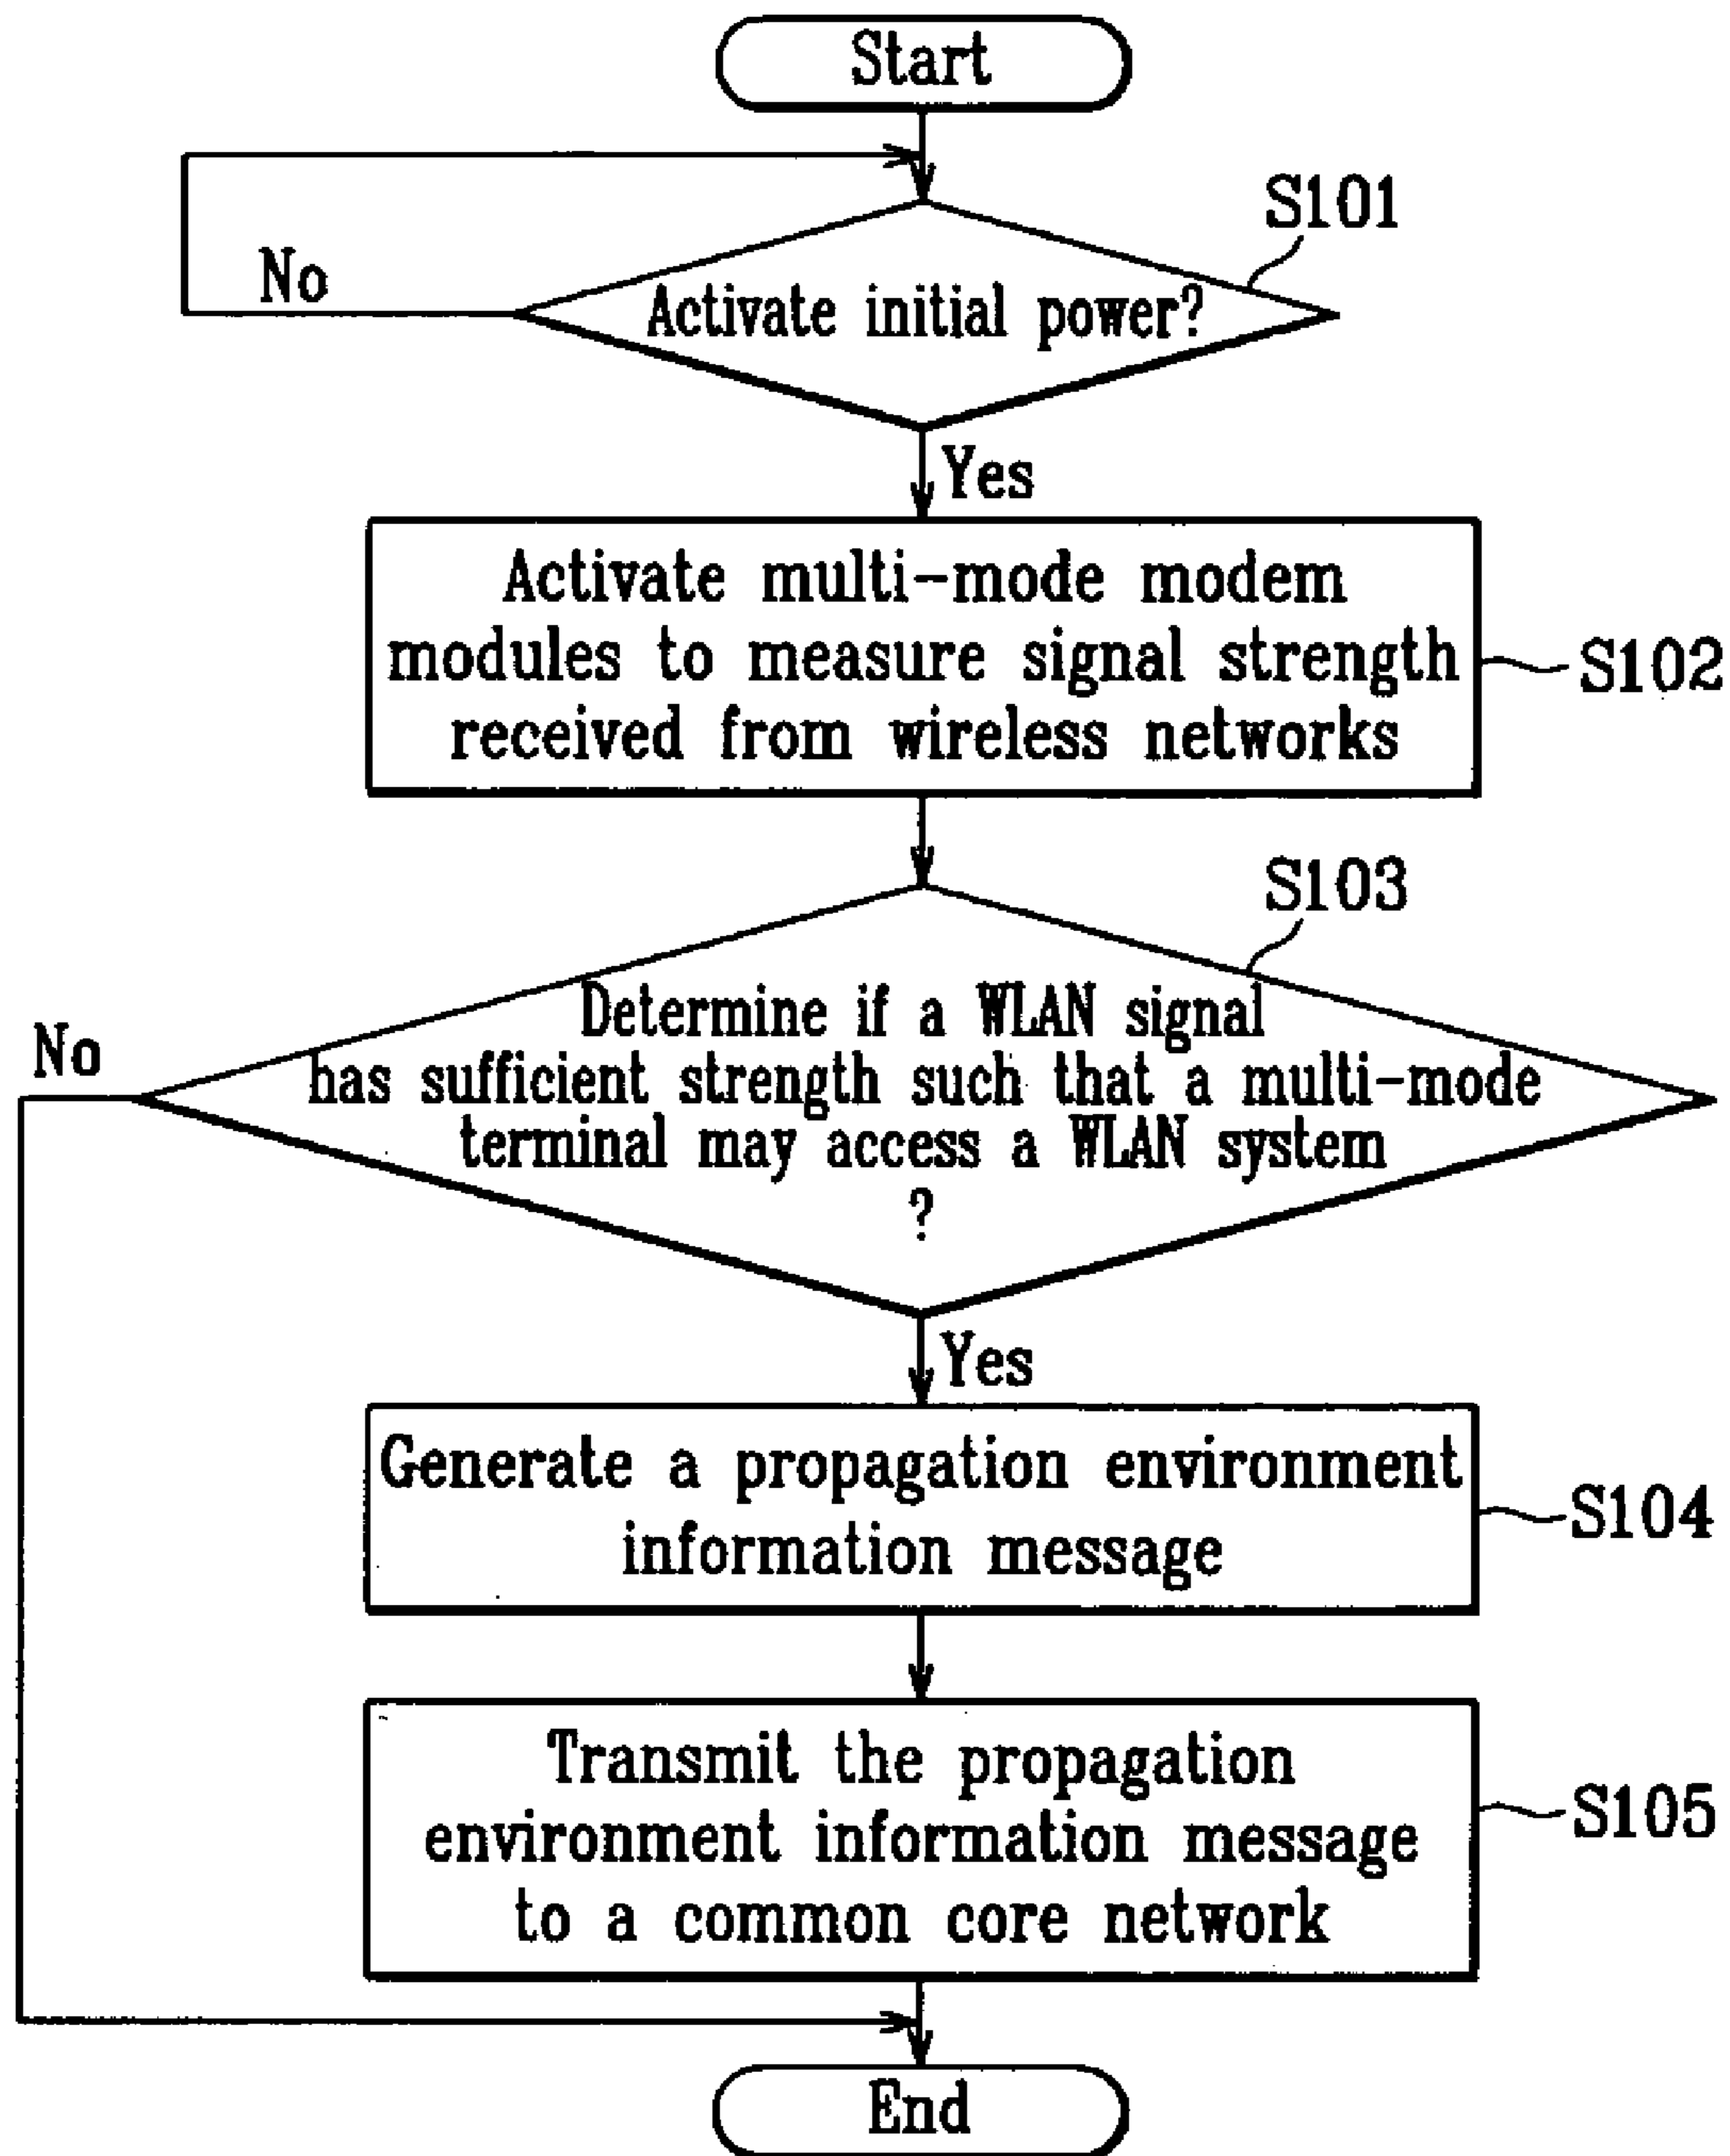 Start
S101
No
Activate initial power?
Yes
Activate multi-mode modem
modules to measure signal strength
received from wireless networks
S102
S103
Determine if a WLAN signal
No
has sufficient strength such that a multi-mode
terminal may access a WLAN system
?
Yes
Generate a propagation environment
information message
S104
Transmit the propagation
environment information message
to a common core network
S105
End